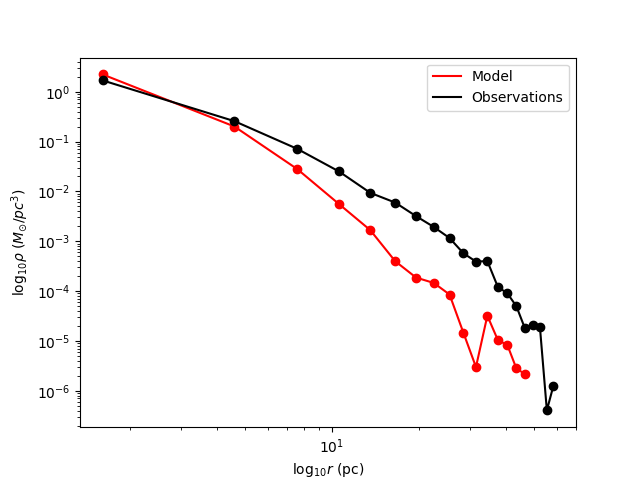 Model
Observations
10⁰
10⁻¹
10⁻²
10⁻³
10⁻⁴
10⁻⁵
10⁻⁶
log₁₀ρ (M⊙/pc³)
10¹
log₁₀r (pc)